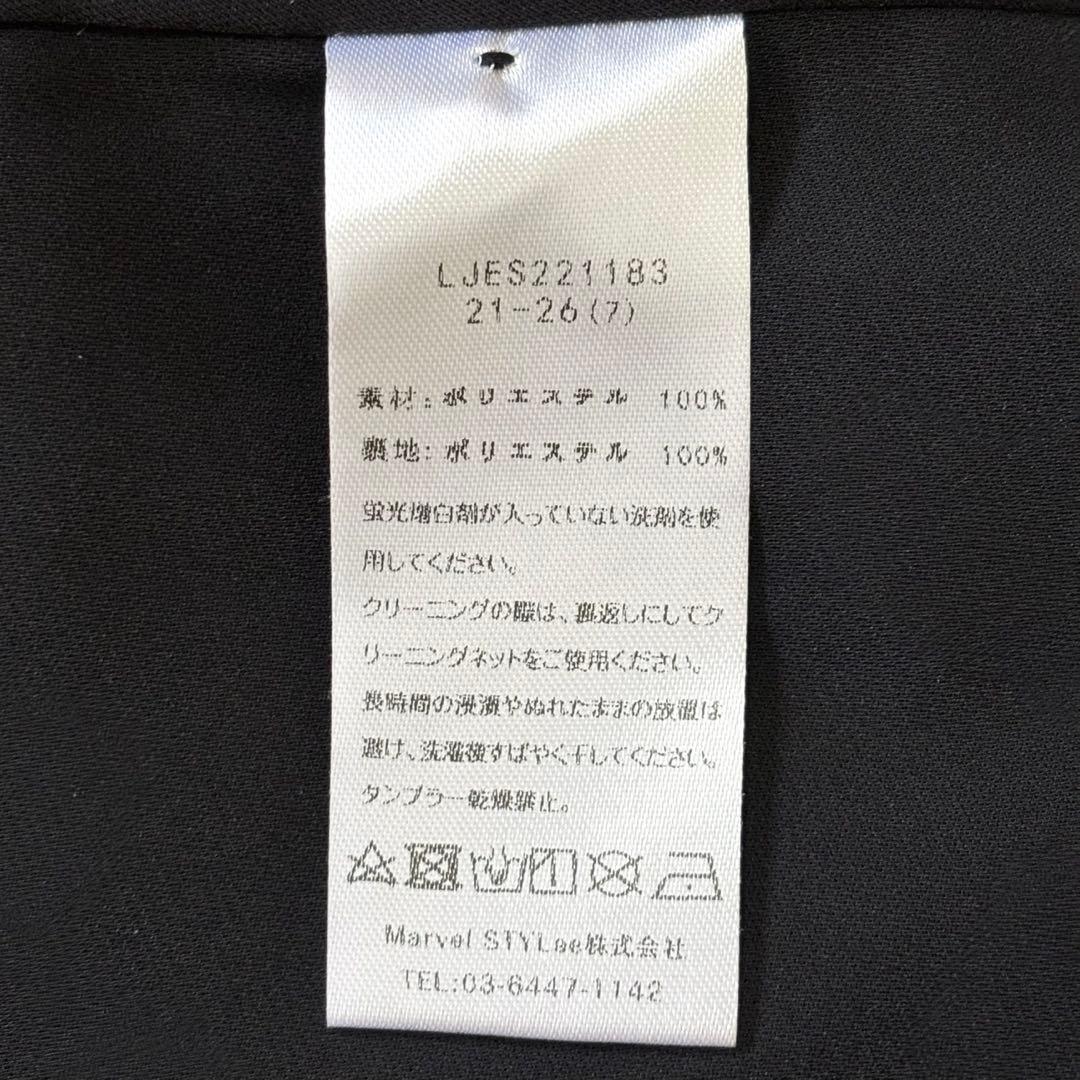 LJES221183
21-26(7)
素材:ポリエステル 100%
裏地:ポリエステル 100%
蛍光増白剤が入っていない洗剤を使
用してください。
クリーニングの際は、裏返しにしてク
リーニングネットをご使用ください。
長時間の浸漬やぬれたままの放置は
避け、洗濯後すばやく干してください。
タンブラー乾燥禁止。
Marvel STYLee株式会社
TEL:03-6447-1142